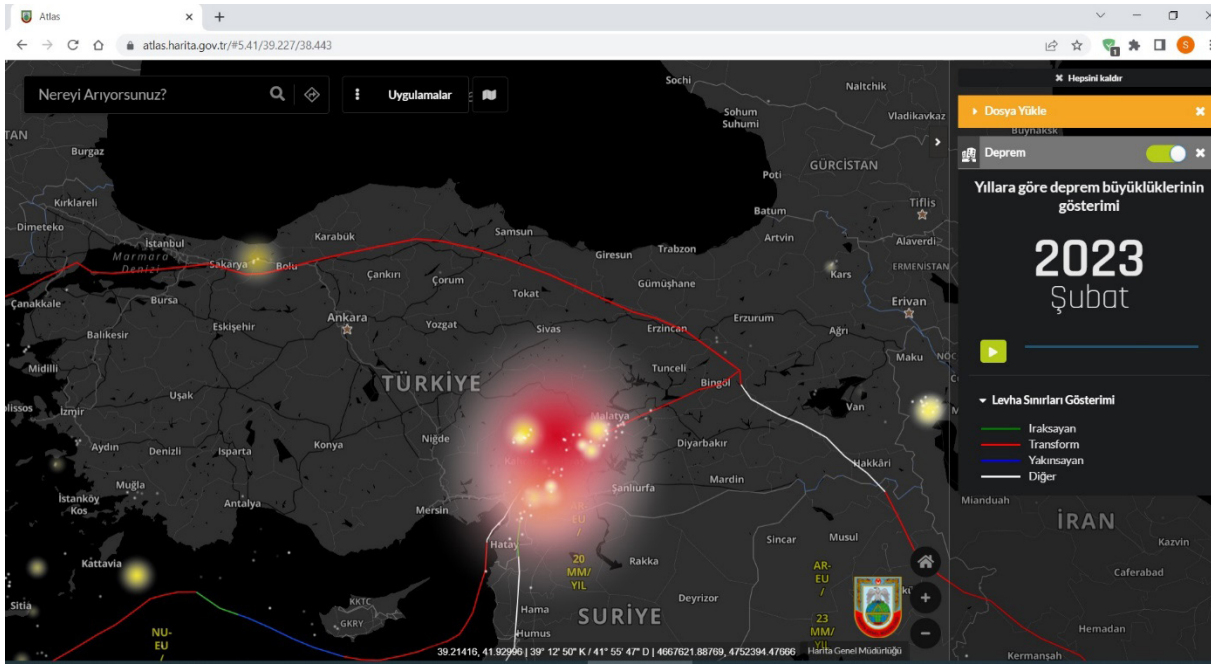 Atlas
atlas.harita.gov.tr/#5.41/39.227/38.443
S
Nereyi Arıyorsunuz?
Uygulamalar
Hepsini kaldır
Dosya Yükle
Deprem
Yıllara göre deprem büyüklüklerinin
gösterimi
2023
Şubat
Levha Sınırları Gösterimi
Iraksayan
Transform
Yakınsayan
Diğer
Sochi
Naltchik
Sohum
Suhumi
Vladikavkaz
Buynaksk
TAN
Burgaz
GÜRCİSTAN
Poti
Kırklareli
Tiflis
Batum
Dimeteko
İstanbul
Karabük
Samsun
Artvin
Alaverdi
Marmara
Denizi
Sakarya
Bolu
Giresun
Trabzon
Kars
ERMENİSTAN
Çankırı
Çorum
Gümüşhane
Tokat
Erivan
Çanakkale
Bursa
Ankara
Erzurum
Eskişehir
Yozgat
Sivas
Erzincan
Ağrı
Balıkesir
Maku
Midilli
Tunceli
TÜRKİYE
Bingöl
Uşak
Van
İzmir
Malatya
Konya
Niğde
Diyarbakır
Aydın
Denizli
Isparta
Hakkâri
Muğla
Mardin
Şanlıurfa
İstanköy
Kos
Antalya
Mersin
Mianduah
İRAN
EU
/
Sincar
Musul
Hatay
Kazvin
Kattavia
20
MM/
YIL
Rakka
AR-
EU
/
Caferabad
Sitia
KKTC
Deyrizor
Hama
SURİYE
GKRY
23
MM/
YIL
NU-
EU
/
Humus
Hemedan
39.21416, 41.92996 | 39° 12' 50" K / 41° 55' 47" D | 4667621.88769, 4752394.47666
Harita Genel Müdürlüğü
Kermanşah